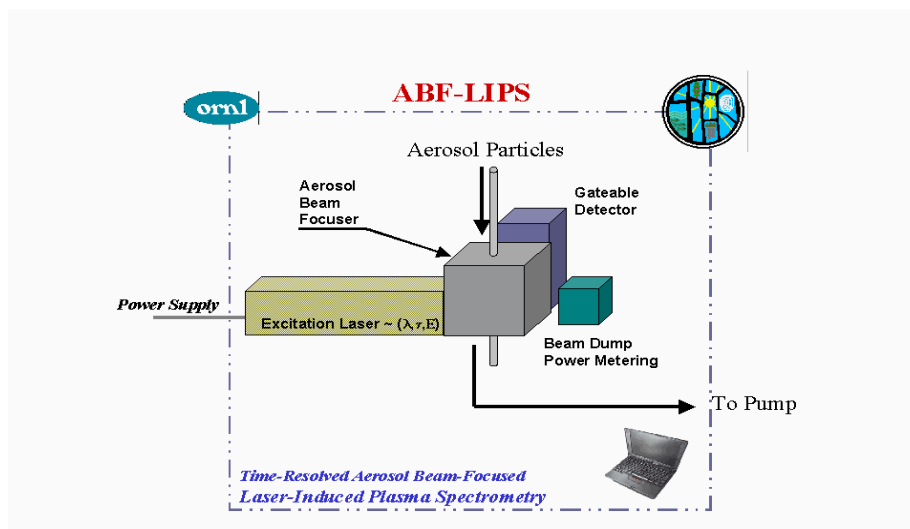 ornl
ABF-LIPS
Aerosol Particles
Aerosol
Beam
Focuser
Gateable
Detector
Power Supply
Excitation Laser ~ (λ,τ,E)
Beam Dump
Power Metering
To Pump
Time-Resolved Aerosol Beam-Focused
Laser-Induced Plasma Spectrometry